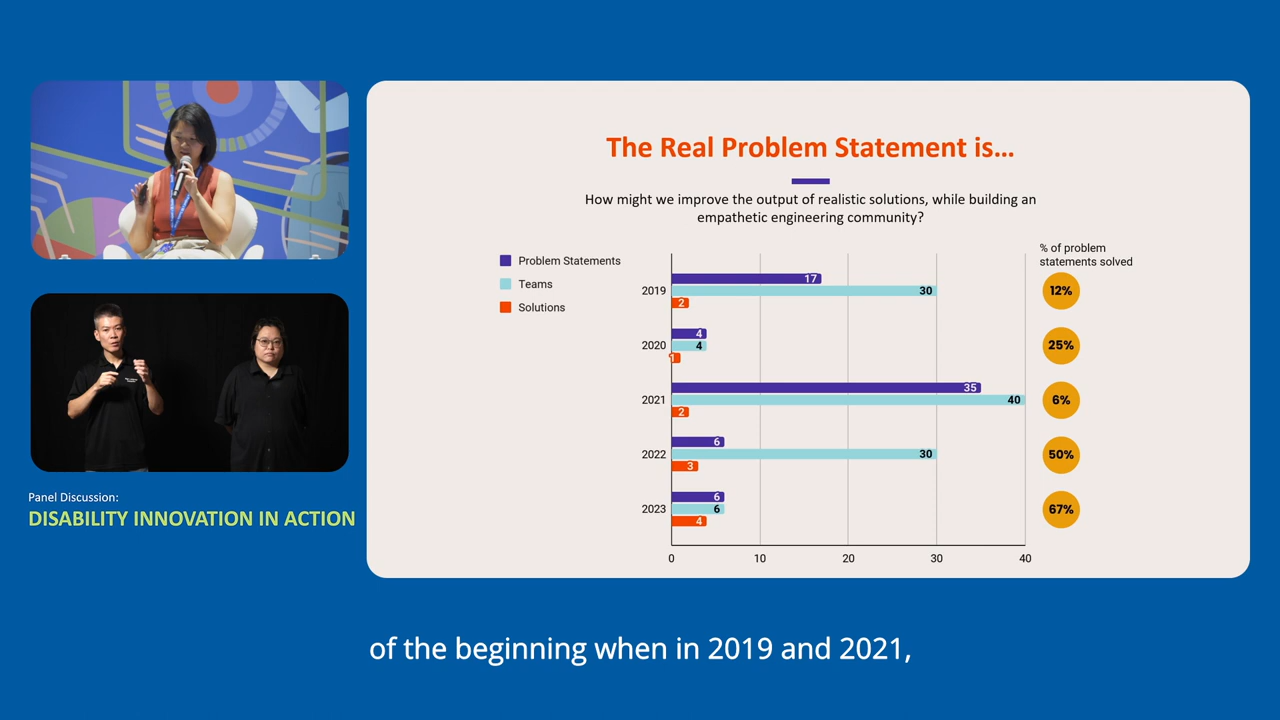 The Real Problem Statement is...
How might we improve the output of realistic solutions, while building an
empathetic engineering community?
Problem Statements
Teams
Solutions
% of problem
statements solved
2019
17
30
2
12%
2020
4
4
1
25%
2021
35
40
2
6%
2022
6
30
3
50%
2023
6
6
4
67%
0 10 20 30 40
Panel Discussion:
DISABILITY INNOVATION IN ACTION
of the beginning when in 2019 and 2021,